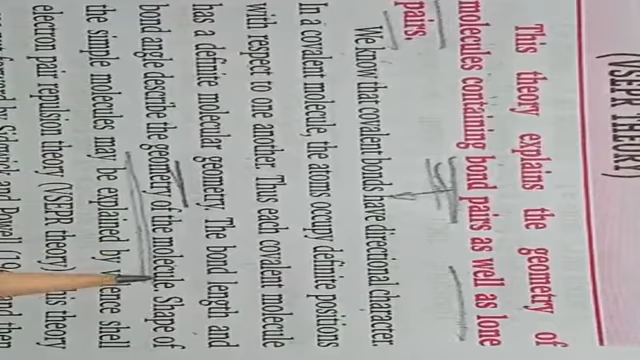 (VSEPR THEORY)
This theory explains the geometry of
molecules containing bond pairs as well as lone
pairs.
We know that covalent bonds have directional character.
In a covalent molecule, the atoms occupy definite positions
with respect to one another. Thus each covalent molecule
has a definite molecular geometry. The bond length and
bond angle describe the geometry of the molecule. Shape of
the simple molecules may be explained by shell
electron pair repulsion theory (VSEPR theory) theory
forward by Sidgwick and Powell and then